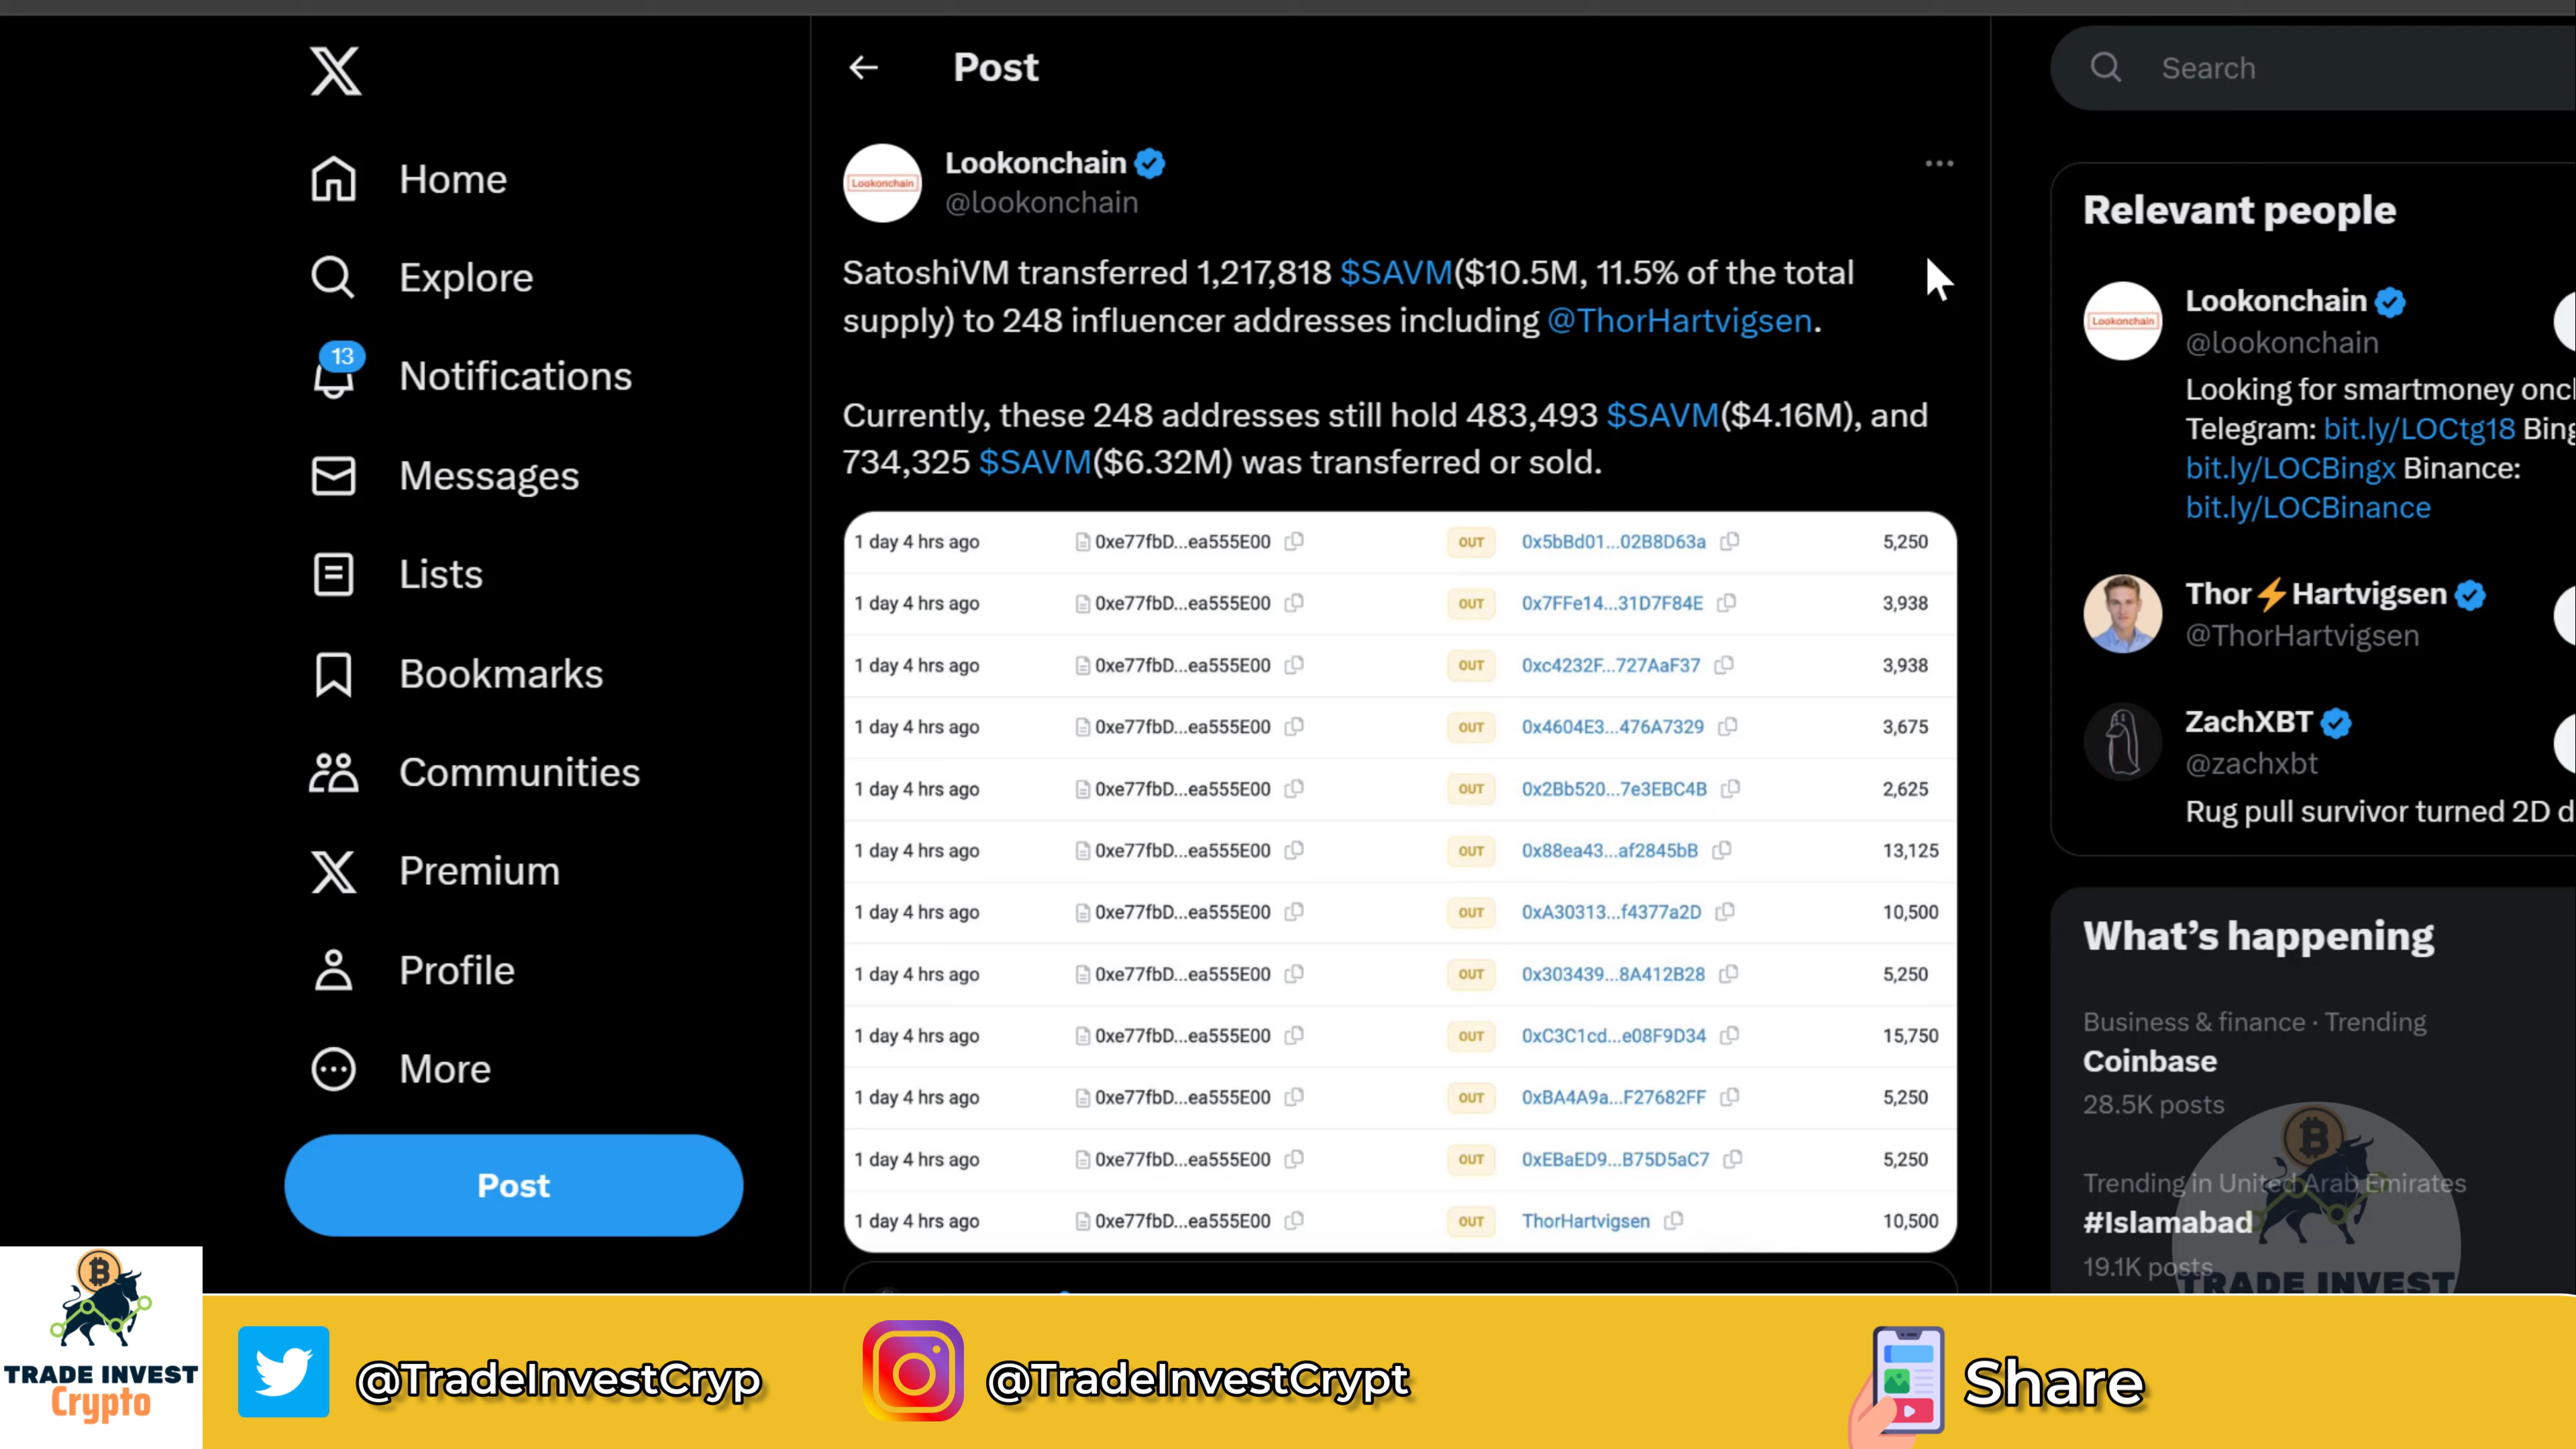 Post
Search
Home
Explore
13
Notifications
Messages
Lists
Bookmarks
Communities
Premium
Profile
More
Post
Lookonchain
Lookonchain
@lookonchain
SatoshiVM transferred 1,217,818 $SAVM($10.5M, 11.5% of the total
supply) to 248 influencer addresses including @ThorHartvigsen.
Currently, these 248 addresses still hold 483,493 $SAVM($4.16M), and
734,325 $SAVM($6.32M) was transferred or sold.
1 day 4 hrs ago 0xe77fbD...ea555E00 OUT 0x5bBd01...02B8D63a 5,250
1 day 4 hrs ago 0xe77fbD...ea555E00 OUT 0x7FFe14...31D7F84E 3,938
1 day 4 hrs ago 0xe77fbD...ea555E00 OUT 0xc4232F...727AaF37 3,938
1 day 4 hrs ago 0xe77fbD...ea555E00 OUT 0x4604E3...476A7329 3,675
1 day 4 hrs ago 0xe77fbD...ea555E00 OUT 0x2Bb520...7e3EBC4B 2,625
1 day 4 hrs ago 0xe77fbD...ea555E00 OUT 0x88ea43...af2845bB 13,125
1 day 4 hrs ago 0xe77fbD...ea555E00 OUT 0xA30313...f4377a2D 10,500
1 day 4 hrs ago 0xe77fbD...ea555E00 OUT 0x303439...8A412B28 5,250
1 day 4 hrs ago 0xe77fbD...ea555E00 OUT 0xC3C1cd...e08F9D34 15,750
1 day 4 hrs ago 0xe77fbD...ea555E00 OUT 0xBA4A9a...F27682FF 5,250
1 day 4 hrs ago 0xe77fbD...ea555E00 OUT 0xEBaED9...B75D5aC7 5,250
1 day 4 hrs ago 0xe77fbD...ea555E00 OUT ThorHartvigsen 10,500
Relevant people
Lookonchain
Lookonchain
@lookonchain
Looking for smartmoney oncl
Telegram: bit.ly/LOCtg18 Bing
bit.ly/LOCBingx Binance:
bit.ly/LOCBinance
Thor⚡Hartvigsen
@ThorHartvigsen
ZachXBT
@zachxbt
Rug pull survivor turned 2D d
What's happening
Business & finance · Trending
Coinbase
28.5K posts
Trending in United Arab Emirates
#Islamabad
19.1K posts
TRADE INVEST
TRADE INVEST
Crypto
@TradeInvestCryp
@TradeInvestCrypt
Share